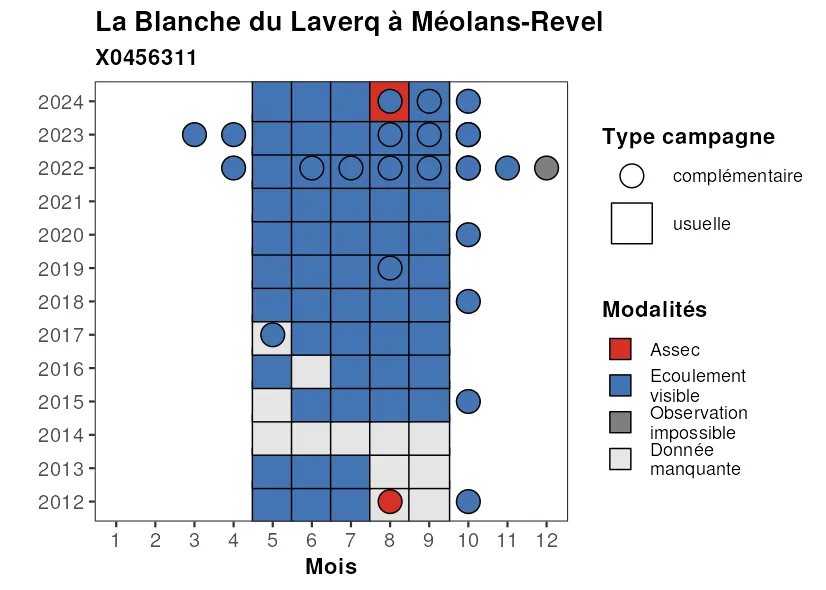 La Blanche du Laverq à Méolans-Revel
X0456311
2024
2023
2022
2021
2020
2019
2018
2017
2016
2015
2014
2013
2012
1 2 3 4 5 6 7 8 9 10 11 12
Mois
Type campagne
complémentaire
usuelle
Modalités
Assec
Ecoulement
visible
Observation
impossible
Donnée
manquante